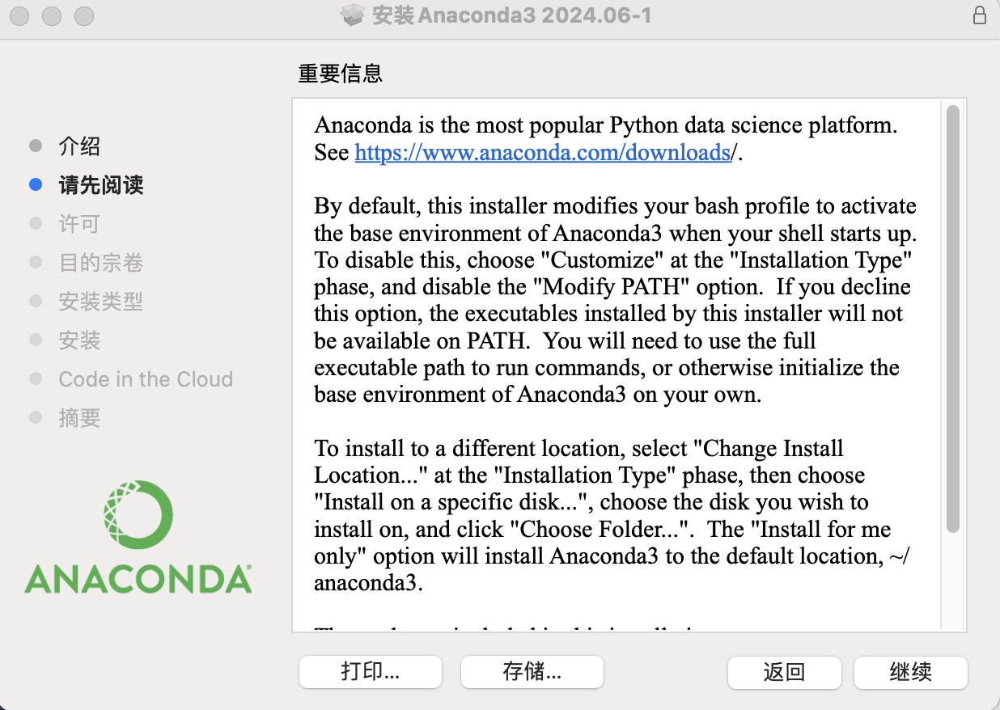 安装Anaconda3 2024.06-1
重要信息
介绍
请先阅读
许可
目的宗卷
安装类型
安装
Code in the Cloud
摘要
ANACONDA®
Anaconda is the most popular Python data science platform.
See https://www.anaconda.com/downloads/.
By default, this installer modifies your bash profile to activate
the base environment of Anaconda3 when your shell starts up.
To disable this, choose "Customize" at the "Installation Type"
phase, and disable the "Modify PATH" option.  If you decline
this option, the executables installed by this installer will not
be available on PATH.  You will need to use the full
executable path to run commands, or otherwise initialize the
base environment of Anaconda3 on your own.
To install to a different location, select "Change Install
Location..." at the "Installation Type" phase, then choose
"Install on a specific disk...", choose the disk you wish to
install on, and click "Choose Folder...".  The "Install for me
only" option will install Anaconda3 to the default location, ~/
anaconda3.
打印...
存储...
返回
继续